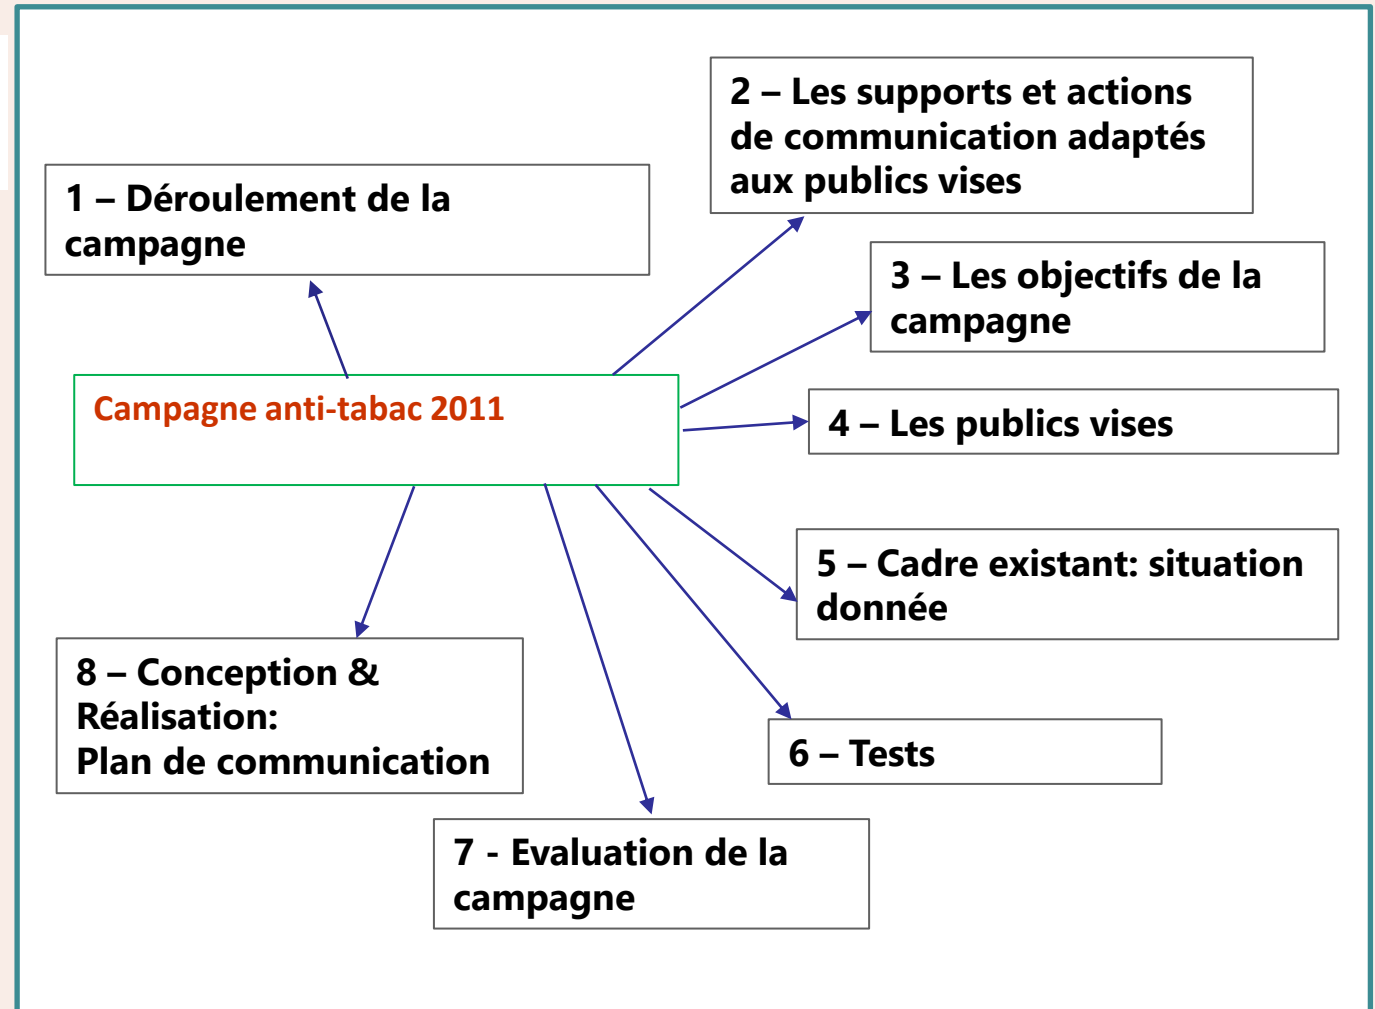 2 – Les supports et actions
de communication adaptés
aux publics vises
1 – Déroulement de la
campagne
3 – Les objectifs de la
campagne
Campagne anti-tabac 2011
4 – Les publics vises
5 – Cadre existant: situation
donnée
8 – Conception &
Réalisation:
Plan de communication
6 – Tests
7 - Evaluation de la
campagne